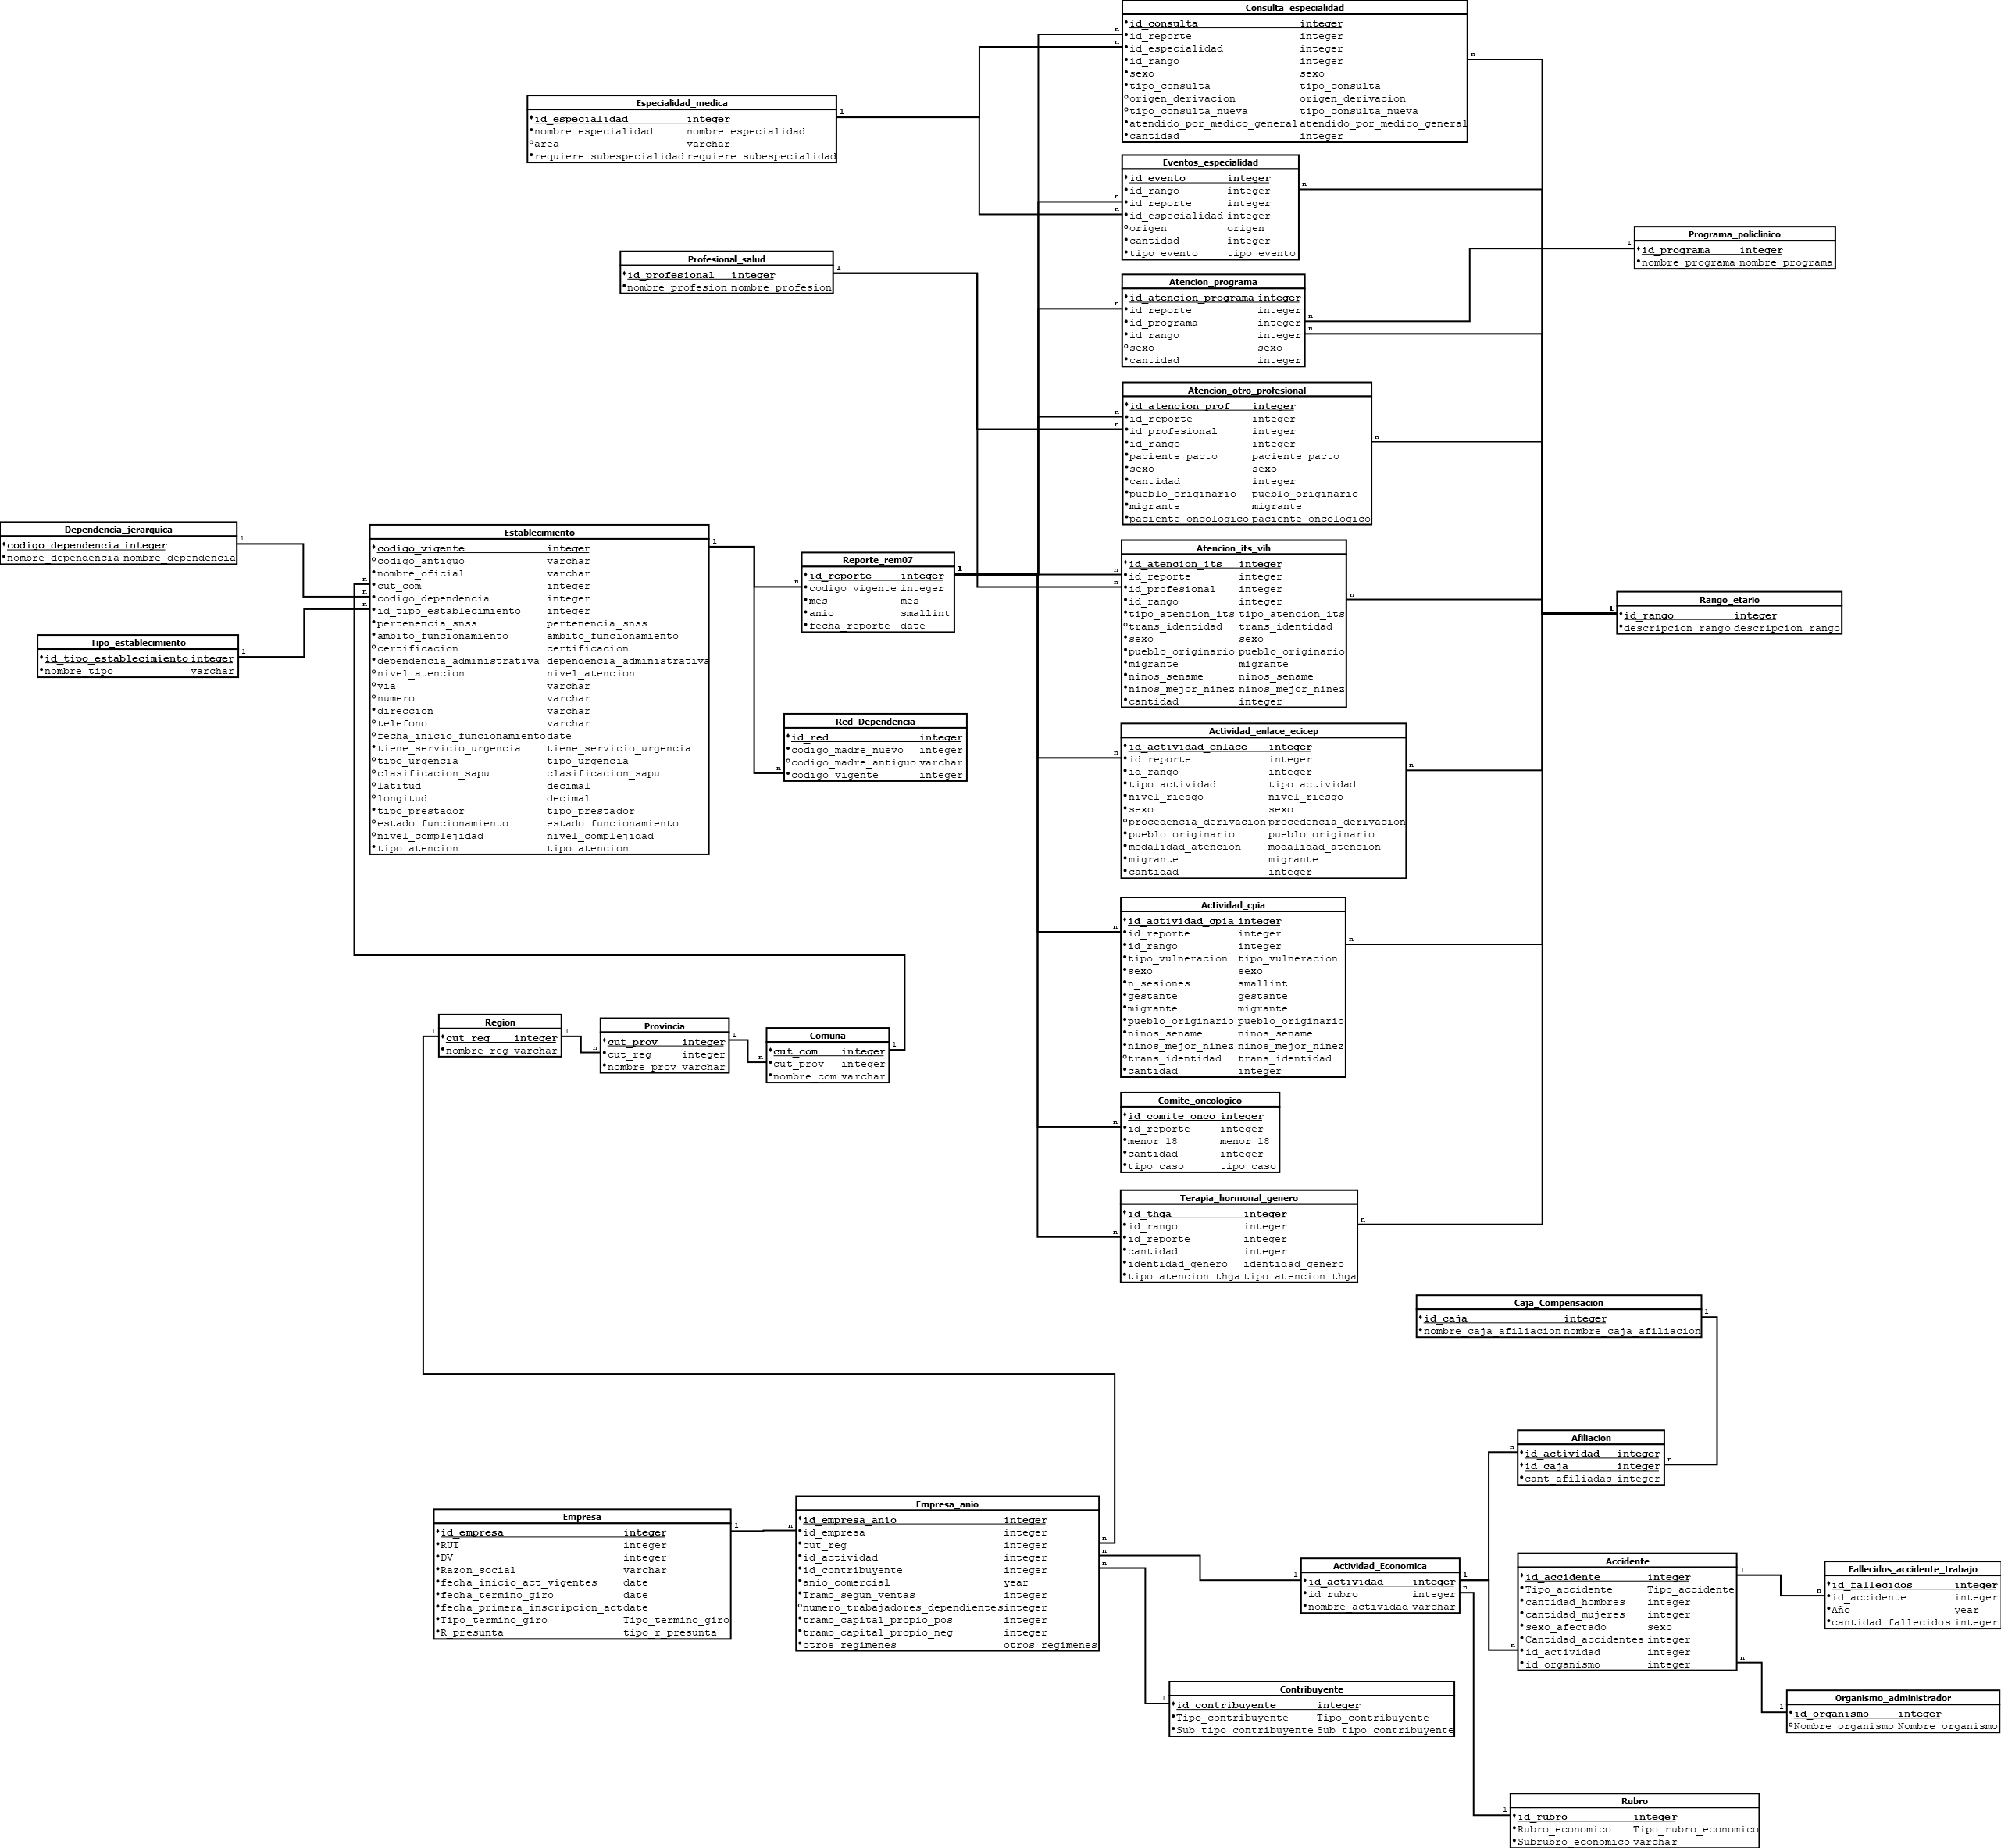 Consulta_especialidad
id_consulta integer
id_reporte integer
id_especialidad integer
id_rango integer
sexo sexo
tipo_consulta tipo_consulta
origen_derivacion origen_derivacion
tipo_consulta_nueva tipo_consulta_nueva
atendido_por_medico_general atendido_por_medico_general
cantidad integer
n
n
n
Especialidad_medica
id_especialidad integer
nombre_especialidad nombre_especialidad
area varchar
requiere_subespecialidad requiere_subespecialidad
1
Eventos_especialidad
id_evento integer
id_rango integer
id_reporte integer
id_especialidad integer
origen origen
cantidad integer
tipo_evento tipo_evento
n
n
n
Programa_policlinico
id_programa integer
nombre_programa nombre_programa
1
Profesional_salud
id_profesional integer
nombre_profesion nombre_profesion
1
Atencion_programa
id_atencion_programa integer
id_reporte integer
id_programa integer
id_rango integer
sexo sexo
cantidad integer
n
n
n
Atencion_otro_profesional
id_atencion_prof integer
id_reporte integer
id_profesional integer
id_rango integer
paciente_pacto paciente_pacto
sexo sexo
cantidad integer
pueblo_originario pueblo_originario
migrante migrante
paciente_oncologico paciente_oncologico
n
n
n
Dependencia_jerarquica
codigo_dependencia integer
nombre_dependencia nombre_dependencia
1
Establecimiento
codigo_vigente integer
codigo_antiguo varchar
nombre_oficial varchar
cut_com integer
codigo_dependencia integer
id_tipo_establecimiento integer
pertenencia_snss pertenencia_snss
ambito_funcionamiento ambito_funcionamiento
certificacion certificacion
dependencia_administrativa dependencia_administrativa
nivel_atencion nivel_atencion
via varchar
numero varchar
direccion varchar
telefono varchar
fecha_inicio_funcionamiento date
tiene_servicio_urgencia tiene_servicio_urgencia
tipo_urgencia tipo_urgencia
clasificacion_sapu clasificacion_sapu
latitud decimal
longitud decimal
tipo_prestador tipo_prestador
estado_funcionamiento estado_funcionamiento
nivel_complejidad nivel_complejidad
tipo_atencion tipo_atencion
1
n
n
n
Reporte_rem07
id_reporte integer
codigo_vigente integer
mes mes
anio smallint
fecha_reporte date
n
1
Atencion_its_vih
id_atencion_its integer
id_reporte integer
id_profesional integer
id_rango integer
tipo_atencion_its tipo_atencion_its
trans_identidad trans_identidad
sexo sexo
pueblo_originario pueblo_originario
migrante migrante
ninos_sename ninos_sename
ninos_mejor_ninez ninos_mejor_ninez
cantidad integer
n
n
n
Rango_etario
id_rango integer
descripcion_rango descripcion_rango
1
Tipo_establecimiento
id_tipo_establecimiento integer
nombre_tipo varchar
1
Red_Dependencia
id_red integer
codigo_madre_nuevo integer
codigo_madre_antiguo varchar
codigo_vigente integer
n
Actividad_enlace_ecicep
id_actividad_enlace integer
id_reporte integer
id_rango integer
tipo_actividad tipo_actividad
nivel_riesgo nivel_riesgo
sexo sexo
procedencia_derivacion procedencia_derivacion
pueblo_originario pueblo_originario
modalidad_atencion modalidad_atencion
migrante migrante
cantidad integer
n
n
Actividad_cpia
id_actividad_cpia integer
id_reporte integer
id_rango integer
tipo_vulneracion tipo_vulneracion
sexo sexo
n_sesiones smallint
gestante gestante
migrante migrante
pueblo_originario pueblo_originario
ninos_sename ninos_sename
ninos_mejor_ninez ninos_mejor_ninez
trans_identidad trans_identidad
cantidad integer
n
n
Region
cut_reg integer
nombre_reg varchar
1
1
Provincia
cut_prov integer
cut_reg integer
nombre_prov varchar
n
1
Comuna
cut_com integer
cut_prov integer
nombre_com varchar
n
1
Comite_oncologico
id_comite_onco integer
id_reporte integer
menor_18 menor_18
cantidad integer
tipo_caso tipo_caso
n
Terapia_hormonal_genero
id_thga integer
id_rango integer
id_reporte integer
cantidad integer
identidad_genero identidad_genero
tipo_atencion_thga tipo_atencion_thga
n
n
Caja_Compensacion
id_caja integer
nombre_caja_afiliacion nombre_caja_afiliacion
1
Afiliacion
id_actividad integer
id_caja integer
cant_afiliadas integer
n
n
Empresa
id_empresa integer
RUT integer
DV integer
Razon_social varchar
fecha_inicio_act_vigentes date
fecha_termino_giro date
fecha_primera_inscripcion_act date
Tipo_termino_giro Tipo_termino_giro
R_presunta tipo_r_presunta
1
Empresa_anio
id_empresa_anio integer
id_empresa integer
cut_reg integer
id_actividad integer
id_contribuyente integer
anio_comercial year
Tramo_segun_ventas integer
numero_trabajadores_dependientes integer
tramo_capital_propio_pos integer
tramo_capital_propio_neg integer
otros_regimenes otros_regimenes
n
n
n
n
Actividad_Economica
id_actividad integer
id_rubro integer
nombre_actividad varchar
1
1
n
Accidente
id_accidente integer
Tipo_accidente Tipo_accidente
cantidad_hombres integer
cantidad_mujeres integer
sexo_afectado sexo
Cantidad_accidentes integer
id_actividad integer
id_organismo integer
1
n
n
Fallecidos_accidente_trabajo
id_fallecidos integer
id_accidente integer
Año year
cantidad_fallecidos integer
n
Contribuyente
id_contribuyente integer
Tipo_contribuyente Tipo_contribuyente
Sub_tipo_contribuyente Sub_tipo_contribuyente
1
Organismo_administrador
id_organismo integer
Nombre_organismo Nombre_organismo
1
Rubro
id_rubro integer
Rubro_economico Tipo_rubro_economico
Subrubro_economico varchar
1